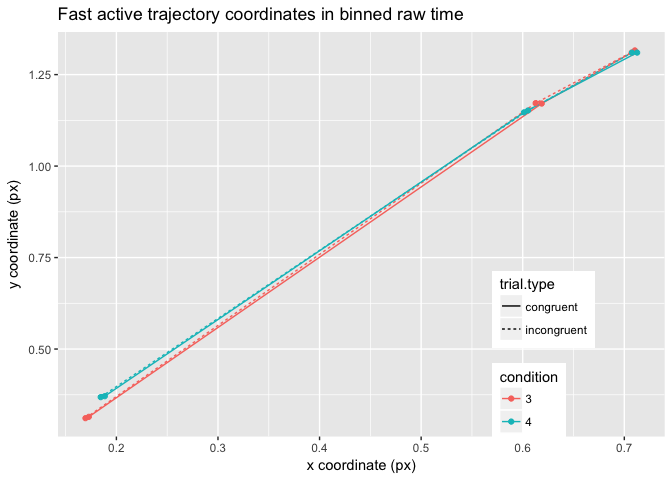 Fast active trajectory coordinates in binned raw time
y coordinate (px)
1.25
1.00
0.75
0.50
trial.type
congruent
incongruent
condition
3
4
0.2 0.3 0.4 0.5 0.6 0.7
x coordinate (px)